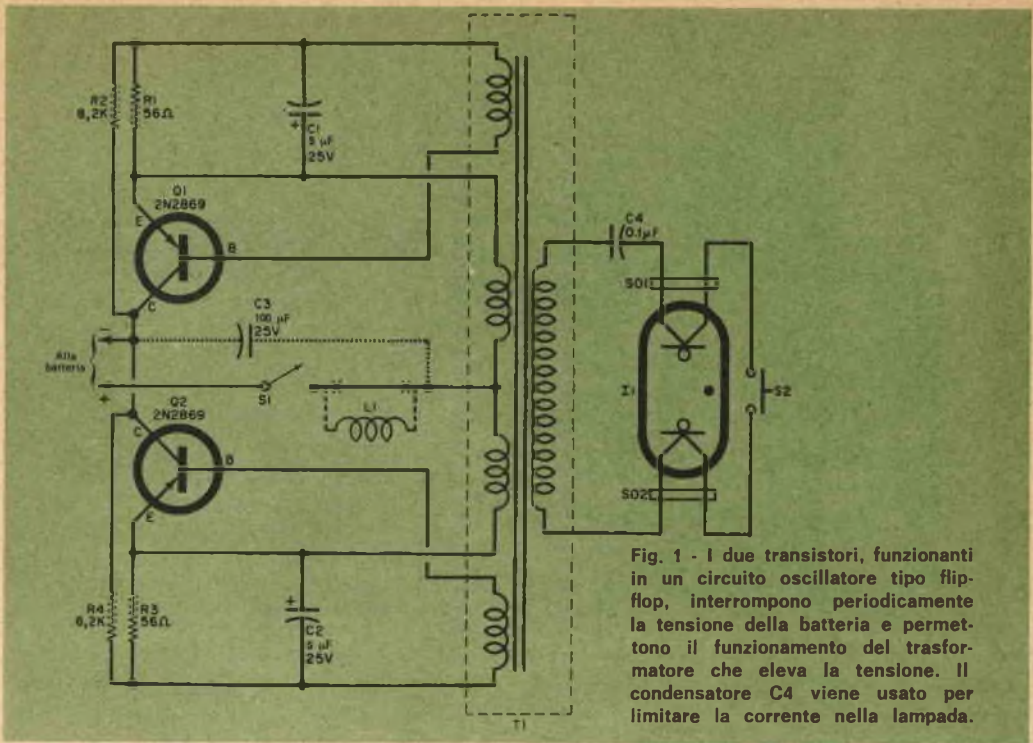 R2
8,2K
R1
56Ω
C1
5 µF
25V
+
Q1
2N2869
E
B
C
C3
100 µF
25V
Alla
batteria
-
+
S1
L1
Q2
2N2869
C
B
E
R4
8,2K
R3
56Ω
+
C2
5 µF
25V
T1
C4
0.1µF
SO1
I1
S2
SO2
Fig. 1 - I due transistori, funzionanti
in un circuito oscillatore tipo flip-
flop, interrompono periodicamente
la tensione della batteria e permet-
tono il funzionamento del trasfor-
matore che eleva la tensione. Il
condensatore C4 viene usato per
limitare la corrente nella lampada.